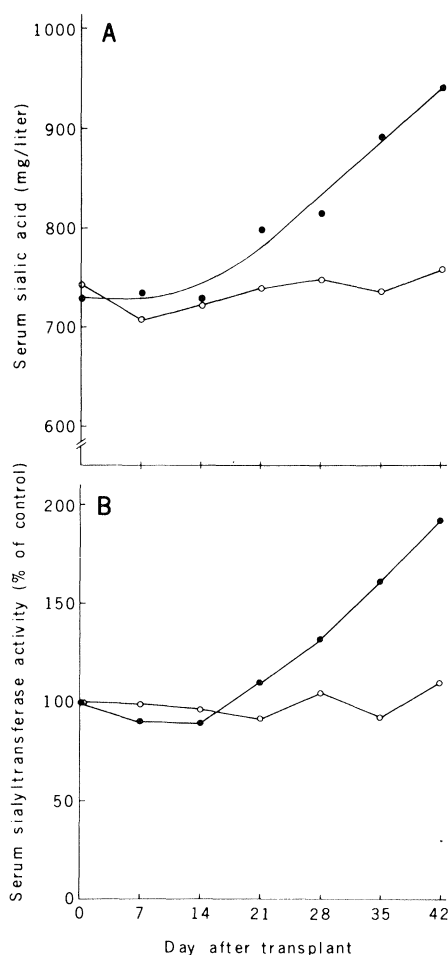 A
Serum sialic acid (mg/liter)
1000
900
800
700
600
B
Serum sialyltransferase activity (% of control)
200
150
100
50
0
0 7 14 21 28 35 42
Day after transplant